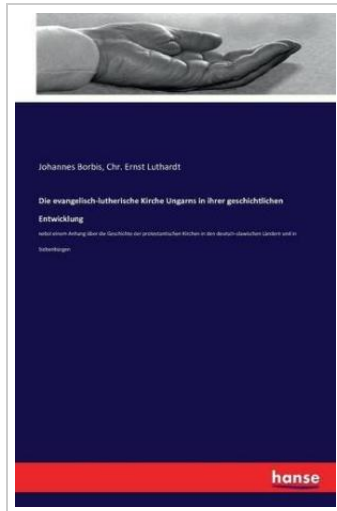 Johannes Borbis, Chr. Ernst Luthardt
Die evangelisch-lutherische Kirche Ungarns in ihrer geschichtlichen
Entwicklung
nebst einem Anhang über die Geschichte der protestantischen Kirchen in den deutsch-slawischen Ländern und in
Siebenbürgen
hanse